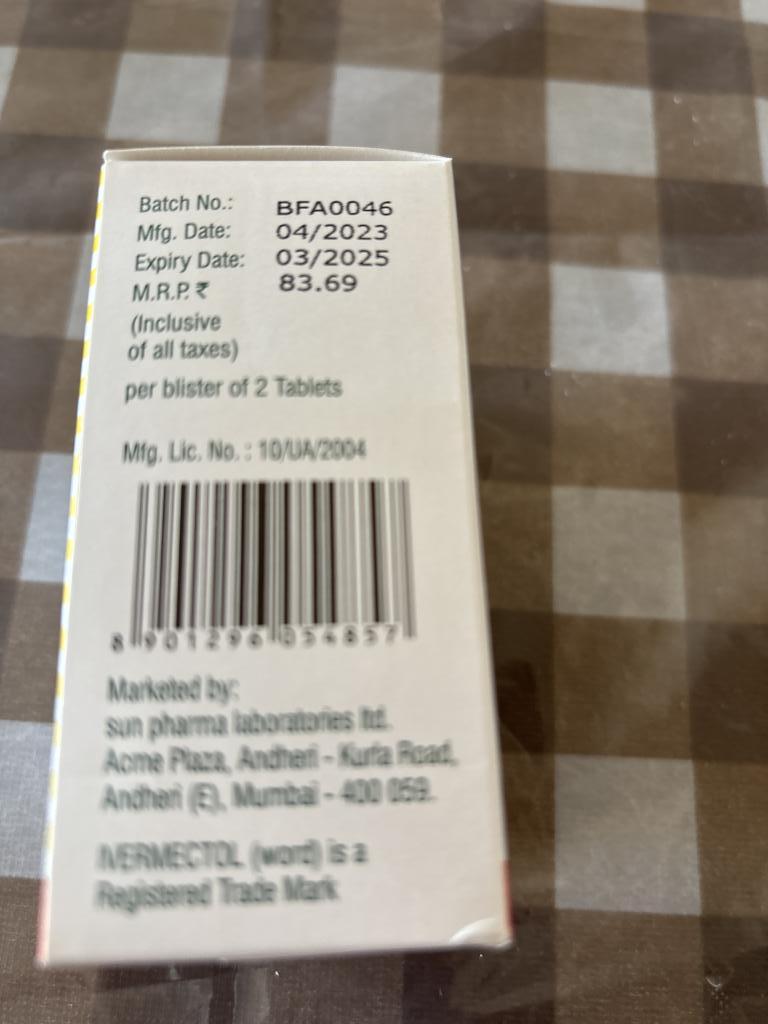 Batch No.: BFA0046
Mfg. Date: 04/2023
Expiry Date: 03/2025
M.R.P. ₹ 83.69
(Inclusive
of all taxes)
per blister of 2 Tablets
Mfg. Lic. No. : 10/UA/2004
8 901296 054857
Marketed by:
sun pharma laboratories ltd.
Acme Plaza, Andheri - Kurla Road,
Andheri (E), Mumbai - 400 059.
IVERMECTOL (word) is a
Registered Trade Mark